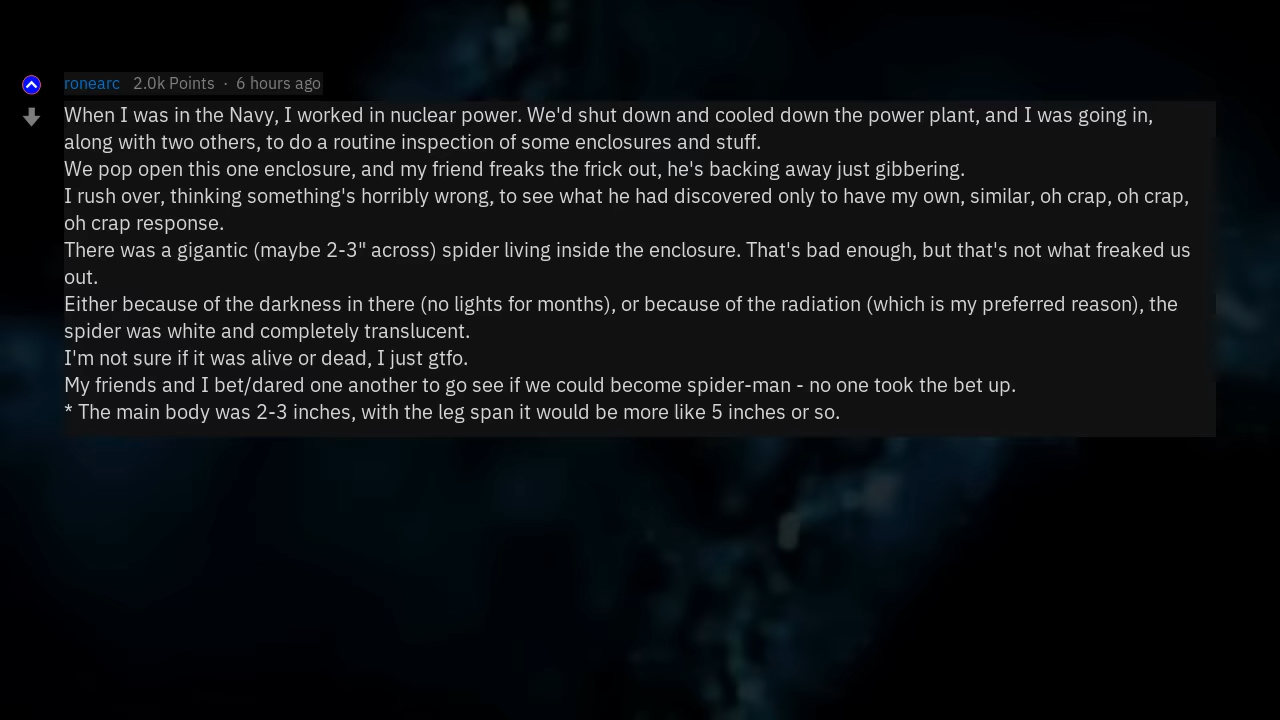 ronearc 2.0k Points · 6 hours ago
When I was in the Navy, I worked in nuclear power. We'd shut down and cooled down the power plant, and I was going in,
along with two others, to do a routine inspection of some enclosures and stuff.
We pop open this one enclosure, and my friend freaks the frick out, he's backing away just gibbering.
I rush over, thinking something's horribly wrong, to see what he had discovered only to have my own, similar, oh crap, oh crap,
oh crap response.
There was a gigantic (maybe 2-3" across) spider living inside the enclosure. That's bad enough, but that's not what freaked us
out.
Either because of the darkness in there (no lights for months), or because of the radiation (which is my preferred reason), the
spider was white and completely translucent.
I'm not sure if it was alive or dead, I just gtfo.
My friends and I bet/dared one another to go see if we could become spider-man - no one took the bet up.
* The main body was 2-3 inches, with the leg span it would be more like 5 inches or so.